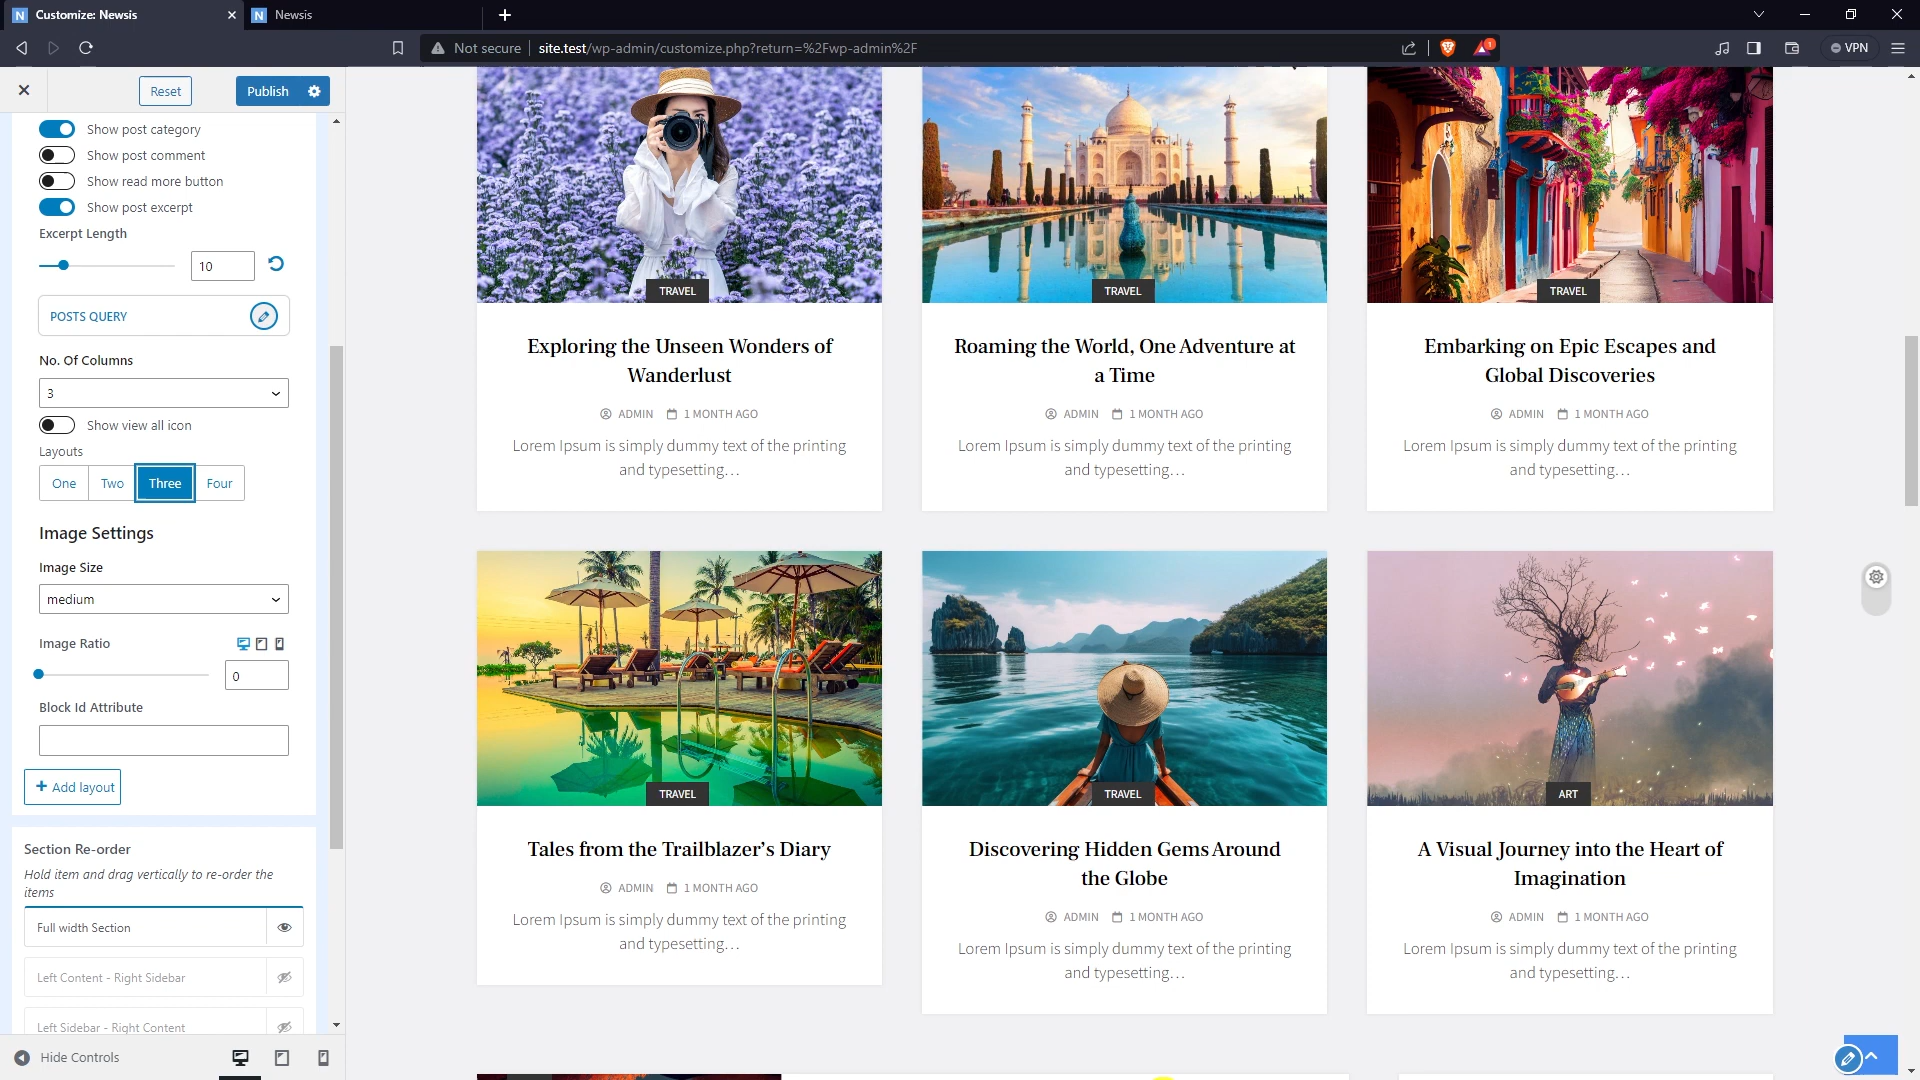 Customize: Newsis
Newsis
Not secure
site.test/wp-admin/customize.php?return=%2Fwp-admin%2F
1
VPN
Reset
Publish
Show post category
Show post comment
Show read more button
Show post excerpt
Excerpt Length
10
POSTS QUERY
No. Of Columns
3
Show view all icon
Layouts
One
Two
Three
Four
Image Settings
Image Size
medium
Image Ratio
0
Block Id Attribute
+ Add layout
Section Re-order
Hold item and drag vertically to re-order the
items
Full width Section
Left Content - Right Sidebar
Left Sidebar - Right Content
Hide Controls
TRAVEL
Exploring the Unseen Wonders of
Wanderlust
ADMIN 1 MONTH AGO
Lorem Ipsum is simply dummy text of the printing
and typesetting…
TRAVEL
Roaming the World, One Adventure at
a Time
ADMIN 1 MONTH AGO
Lorem Ipsum is simply dummy text of the printing
and typesetting…
TRAVEL
Embarking on Epic Escapes and
Global Discoveries
ADMIN 1 MONTH AGO
Lorem Ipsum is simply dummy text of the printing
and typesetting…
TRAVEL
Tales from the Trailblazer’s Diary
ADMIN 1 MONTH AGO
Lorem Ipsum is simply dummy text of the printing
and typesetting…
TRAVEL
Discovering Hidden Gems Around
the Globe
ADMIN 1 MONTH AGO
Lorem Ipsum is simply dummy text of the printing
and typesetting…
ART
A Visual Journey into the Heart of
Imagination
ADMIN 1 MONTH AGO
Lorem Ipsum is simply dummy text of the printing
and typesetting…